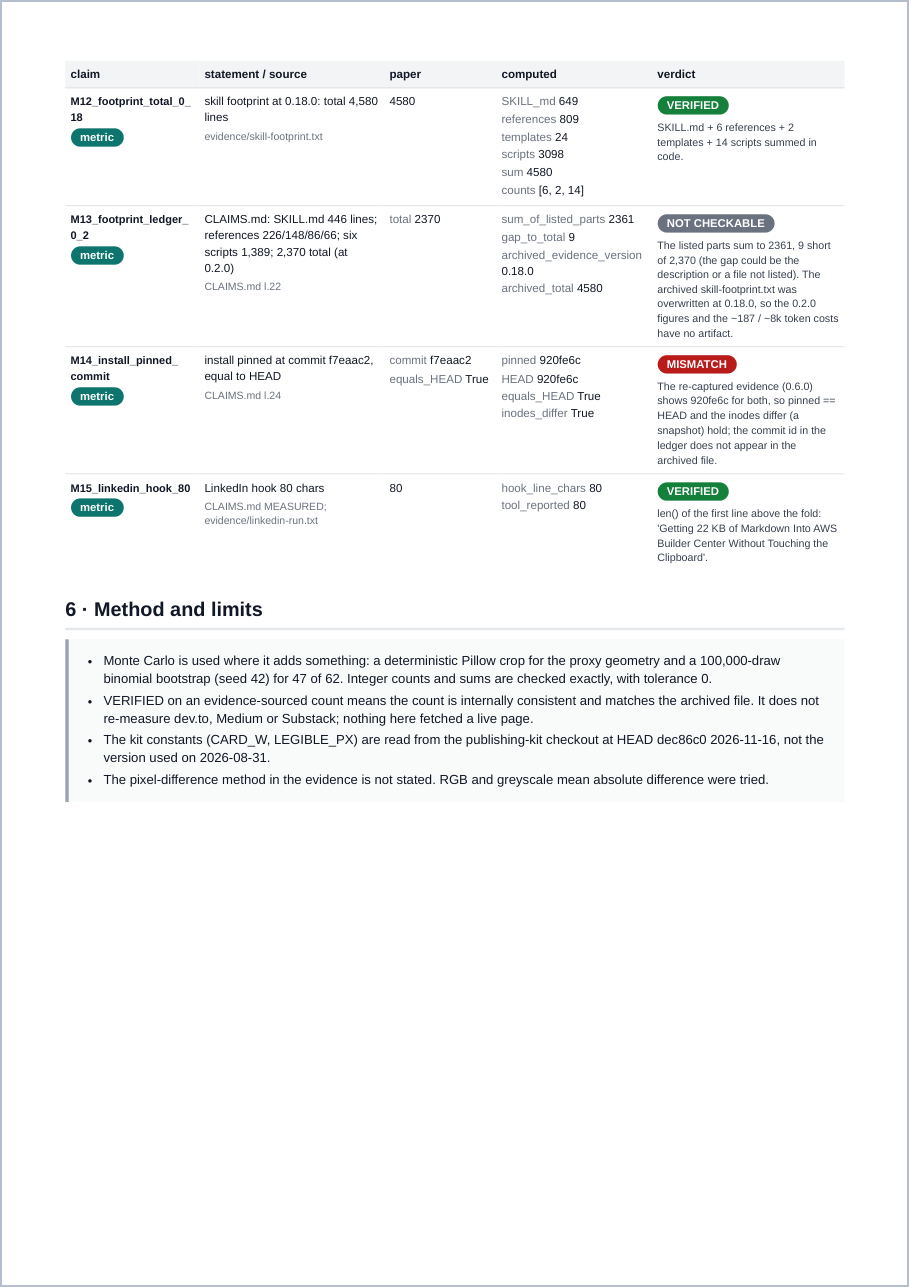 claim statement / source paper computed verdict
M12_footprint_total_0_
18
metric
skill footprint at 0.18.0: total 4,580
lines
evidence/skill-footprint.txt
4580
SKILL_md 649
references 809
templates 24
scripts 3098
sum 4580
counts [6, 2, 14]
VERIFIED
SKILL.md + 6 references + 2
templates + 14 scripts summed in
code.
M13_footprint_ledger_
0_2
metric
CLAIMS.md: SKILL.md 446 lines;
references 226/148/86/66; six
scripts 1,389; 2,370 total (at
0.2.0)
CLAIMS.md l.22
total 2370
sum_of_listed_parts 2361
gap_to_total 9
archived_evidence_version
0.18.0
archived_total 4580
NOT CHECKABLE
The listed parts sum to 2361, 9 short
of 2,370 (the gap could be the
description or a file not listed). The
archived skill-footprint.txt was
overwritten at 0.18.0, so the 0.2.0
figures and the ~187 / ~8k token costs
have no artifact.
M14_install_pinned_
commit
metric
install pinned at commit f7eaac2,
equal to HEAD
CLAIMS.md l.24
commit f7eaac2
equals_HEAD True
pinned 920fe6c
HEAD 920fe6c
equals_HEAD True
inodes_differ True
MISMATCH
The re-captured evidence (0.6.0)
shows 920fe6c for both, so pinned ==
HEAD and the inodes differ (a
snapshot) hold; the commit id in the
ledger does not appear in the
archived file.
M15_linkedin_hook_80
metric
LinkedIn hook 80 chars
CLAIMS.md MEASURED;
evidence/linkedin-run.txt
80
hook_line_chars 80
tool_reported 80
VERIFIED
len() of the first line above the fold:
'Getting 22 KB of Markdown Into AWS
Builder Center Without Touching the
Clipboard'.
6 · Method and limits
• Monte Carlo is used where it adds something: a deterministic Pillow crop for the proxy geometry and a 100,000-draw
binomial bootstrap (seed 42) for 47 of 62. Integer counts and sums are checked exactly, with tolerance 0.
• VERIFIED on an evidence-sourced count means the count is internally consistent and matches the archived file. It does not
re-measure dev.to, Medium or Substack; nothing here fetched a live page.
• The kit constants (CARD_W, LEGIBLE_PX) are read from the publishing-kit checkout at HEAD dec86c0 2026-11-16, not the
version used on 2026-08-31.
• The pixel-difference method in the evidence is not stated. RGB and greyscale mean absolute difference were tried.